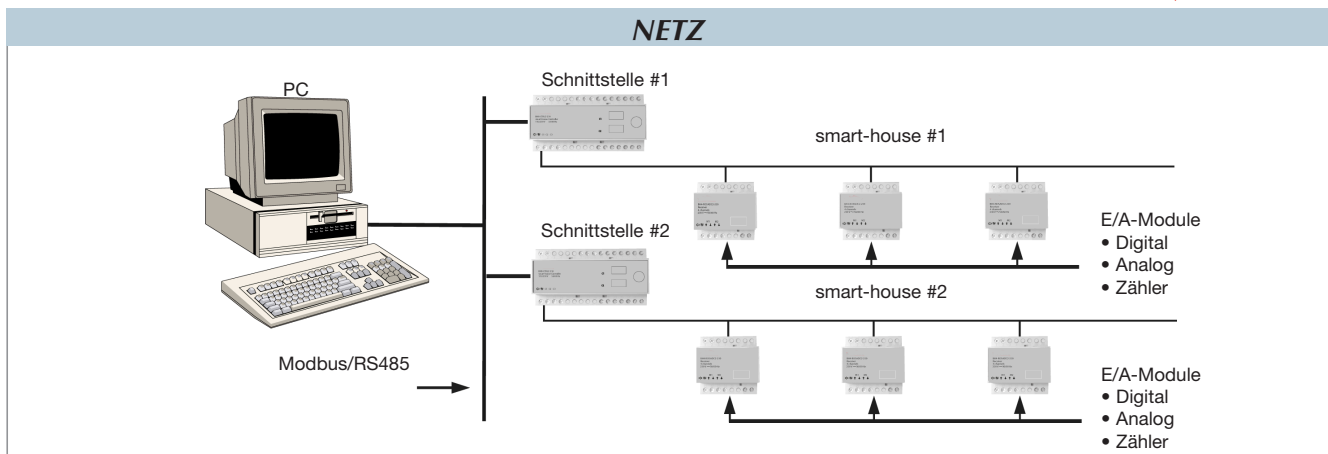 NETZ
PC
Schnittstelle #1
smart-house #1
E/A-Module
• Digital
• Analog
• Zähler
Schnittstelle #2
smart-house #2
Modbus/RS485
E/A-Module
• Digital
• Analog
• Zähler